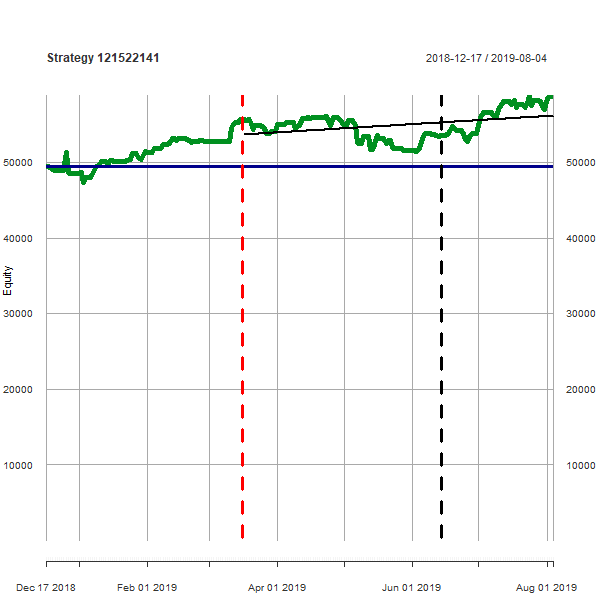 Strategy 121522141
2018-12-17 / 2019-08-04
50000
50000
40000
40000
Equity
30000
30000
20000
20000
10000
10000
Dec 17 2018
Feb 01 2019
Apr 01 2019
Jun 01 2019
Aug 01 2019